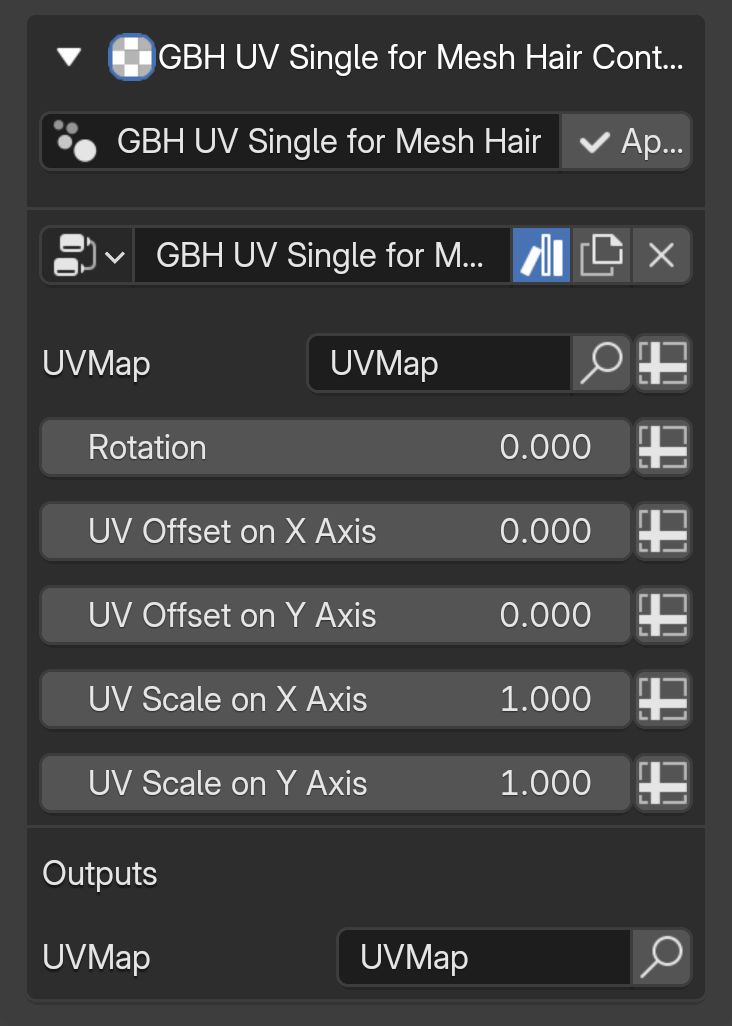 GBH UV Single for Mesh Hair Cont...
GBH UV Single for Mesh Hair Ap...
GBH UV Single for M...
UVMap UVMap
Rotation 0.000
UV Offset on X Axis 0.000
UV Offset on Y Axis 0.000
UV Scale on X Axis 1.000
UV Scale on Y Axis 1.000
Outputs
UVMap UVMap